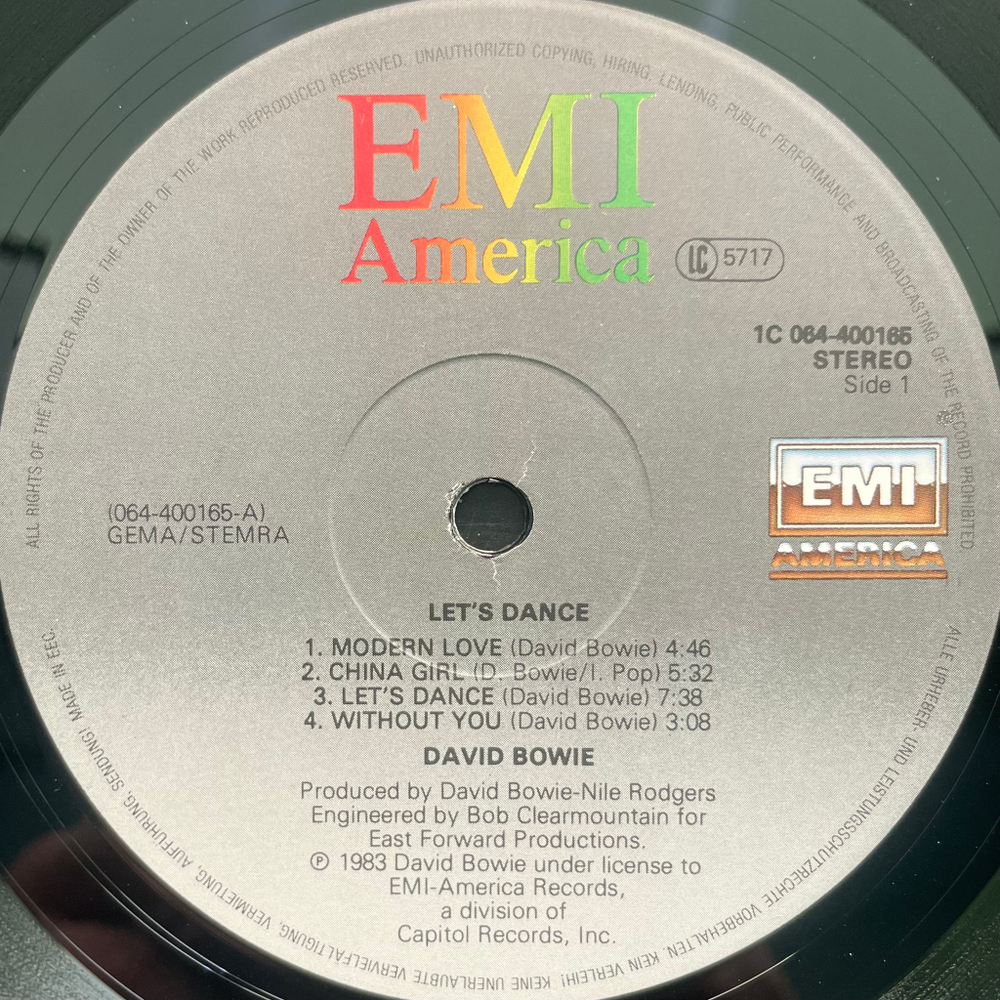 ALL RIGHTS OF THE PRODUCER AND OF THE OWNER OF THE WORK REPRODUCED RESERVED. UNAUTHORIZED COPYING, HIRING, LENDING, PUBLIC PERFORMANCE AND BROADCASTING OF THE RECORD PROHIBITED
EMI
America
LC 5717
1C 064-400165
STEREO
Side 1
EMI
AMERICA
(064-400165-A)
GEMA/STEMRA
LET'S DANCE
1. MODERN LOVE (David Bowie) 4:46
2. CHINA GIRL (D. Bowie/I. Pop) 5:32
3. LET'S DANCE (David Bowie) 7:38
4. WITHOUT YOU (David Bowie) 3:08
DAVID BOWIE
Produced by David Bowie-Nile Rodgers
Engineered by Bob Clearmountain for
East Forward Productions.
℗ 1983 David Bowie under license to
EMI-America Records,
a division of
Capitol Records, Inc.
ALLE URHEBER- UND LEISTUNGSSCHUTZRECHTE VORBEHALTEN. KEIN VERLEIH! KEINE UNERLAUBTE VERVIELFÄLTIGUNG, VERMIETUNG, AUFFÜHRUNG, SENDUNG! MADE IN EEC.